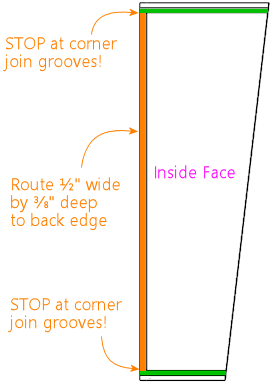 STOP at corner
join grooves!
Route ½" wide
by ⅜" deep
to back edge
Inside Face
STOP at corner
join grooves!